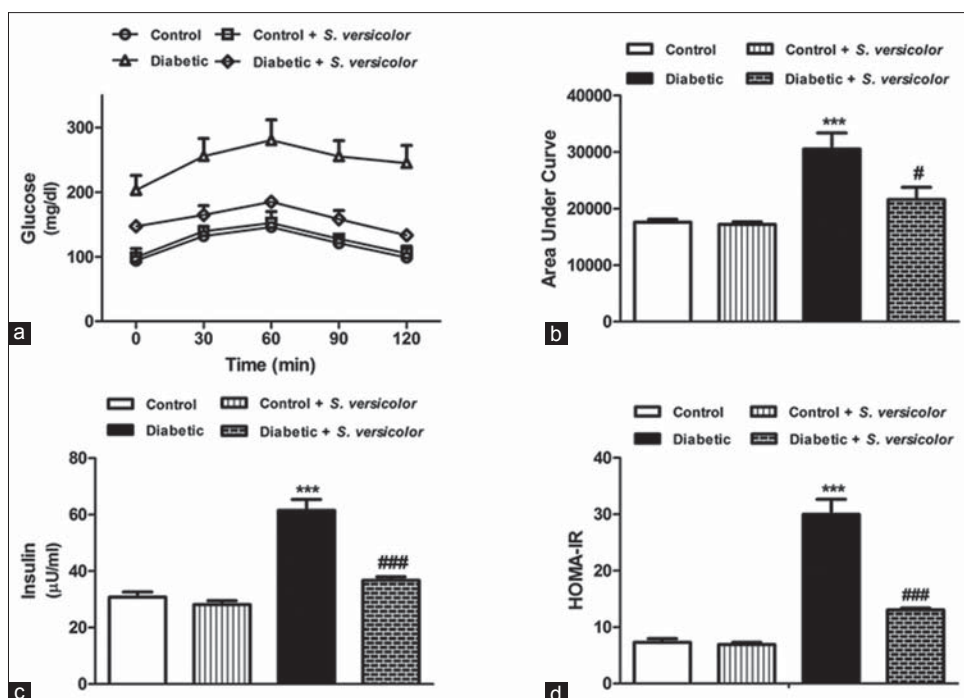 Control Control + S. versicolor
Diabetic Diabetic + S. versicolor
300
200
100
0
Glucose
(mg/dl)
0 30 60 90 120
Time (min)
a
Control Control + S. versicolor
Diabetic Diabetic + S. versicolor
40000
30000
20000
10000
0
Area Under Curve
***
#
b
Control Control + S. versicolor
Diabetic Diabetic + S. versicolor
80
60
40
20
0
Insulin
(μU/ml)
***
###
c
Control Control + S. versicolor
Diabetic Diabetic + S. versicolor
40
30
20
10
0
HOMA-IR
***
###
d